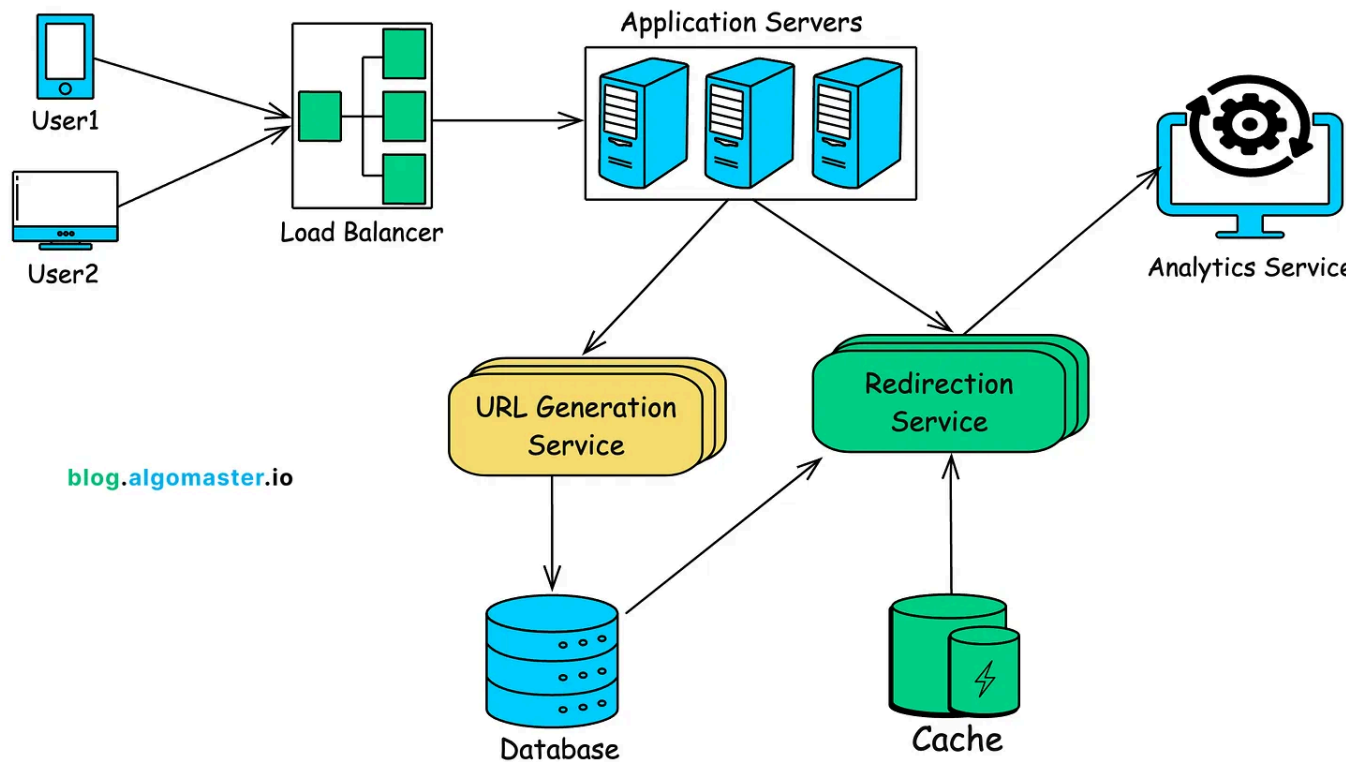 Application Servers
User1
Load Balancer
User2
Analytics Service
URL Generation
Service
Redirection
Service
blog.algomaster.io
Database
Cache